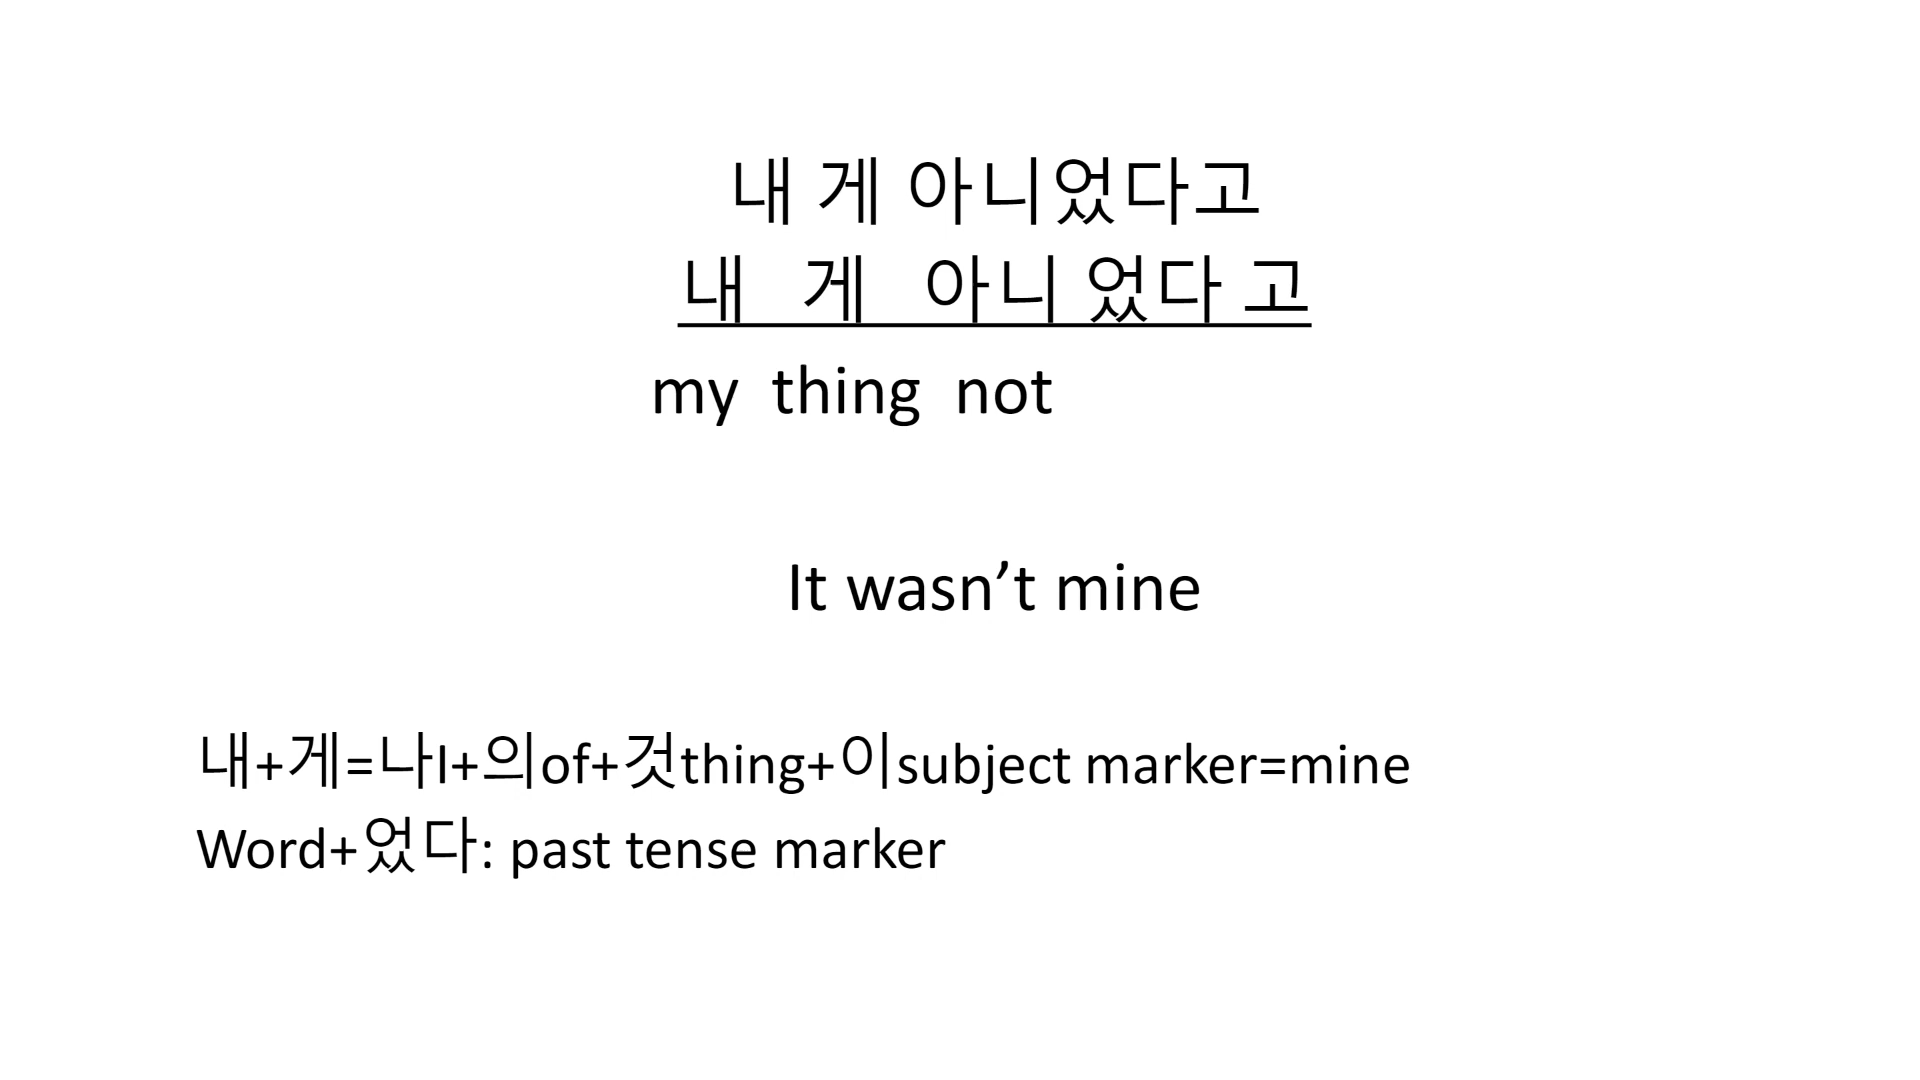 내 게 아니었다고
내 게 아니 었다 고
my thing not
It wasn’t mine
내+게=나I+의of+것thing+이subject marker=mine
Word+었다: past tense marker